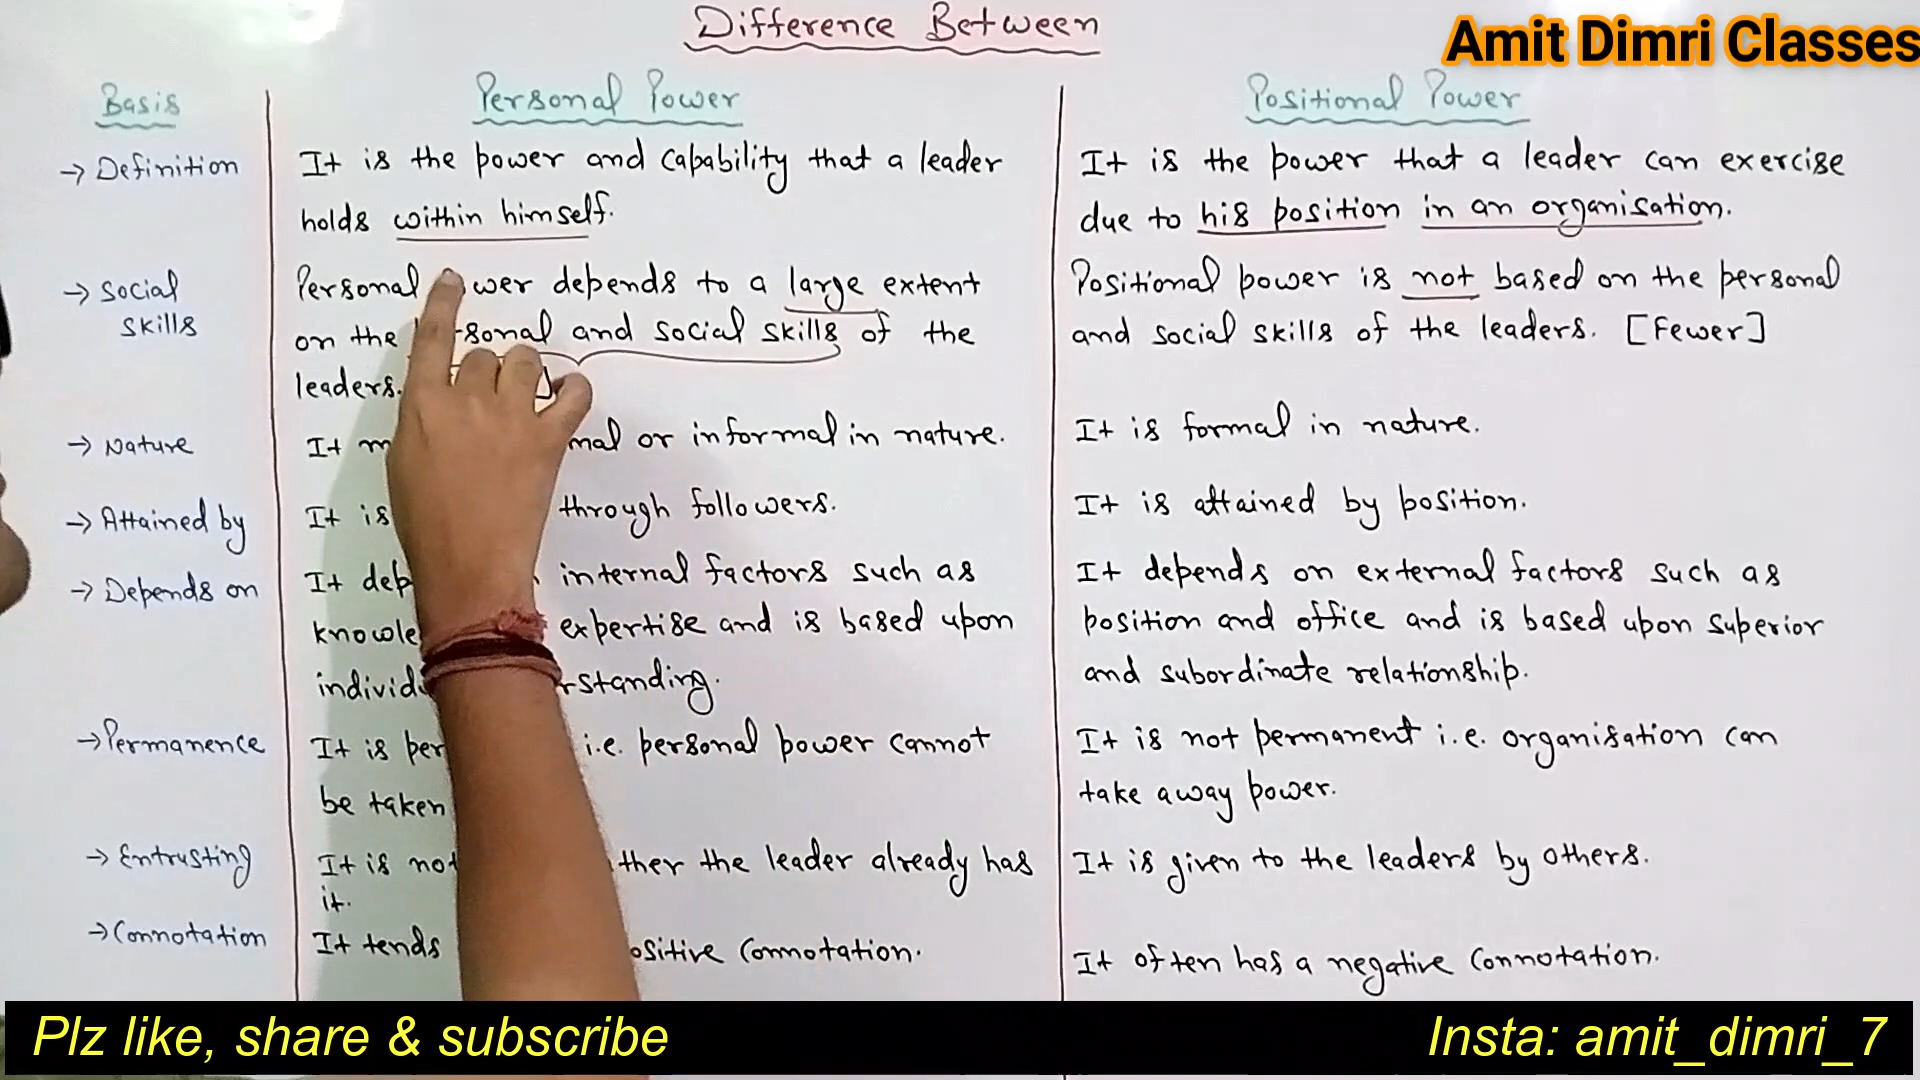 Difference Between
Amit Dimri Classes
Basis
Personal Power
Positional Power
→ Definition
It is the power and capability that a leader
holds within himself.
It is the power that a leader can exercise
due to his position in an organisation.
→ Social
skills
Personal wer depends to a large extent
on the sonal and social skills of the
leaders.
Positional power is not based on the personal
and social skills of the leaders. [Fewer]
→ Nature
It mal or informal in nature.
It is formal in nature.
→ Attained by
It is through followers.
It is attained by position.
→ Depends on
It dep internal factors such as
knowle expertise and is based upon
individ rstanding.
It depends on external factors such as
position and office and is based upon superior
and subordinate relationship.
→ Permanence
It is per i.e. personal power cannot
be taken
It is not permanent i.e. organisation can
take away power.
→ Entrusting
It is not ther the leader already has
it.
It is given to the leaders by others.
→ Connotation
It tends ositive connotation.
It often has a negative connotation.
Plz like, share & subscribe
Insta: amit_dimri_7